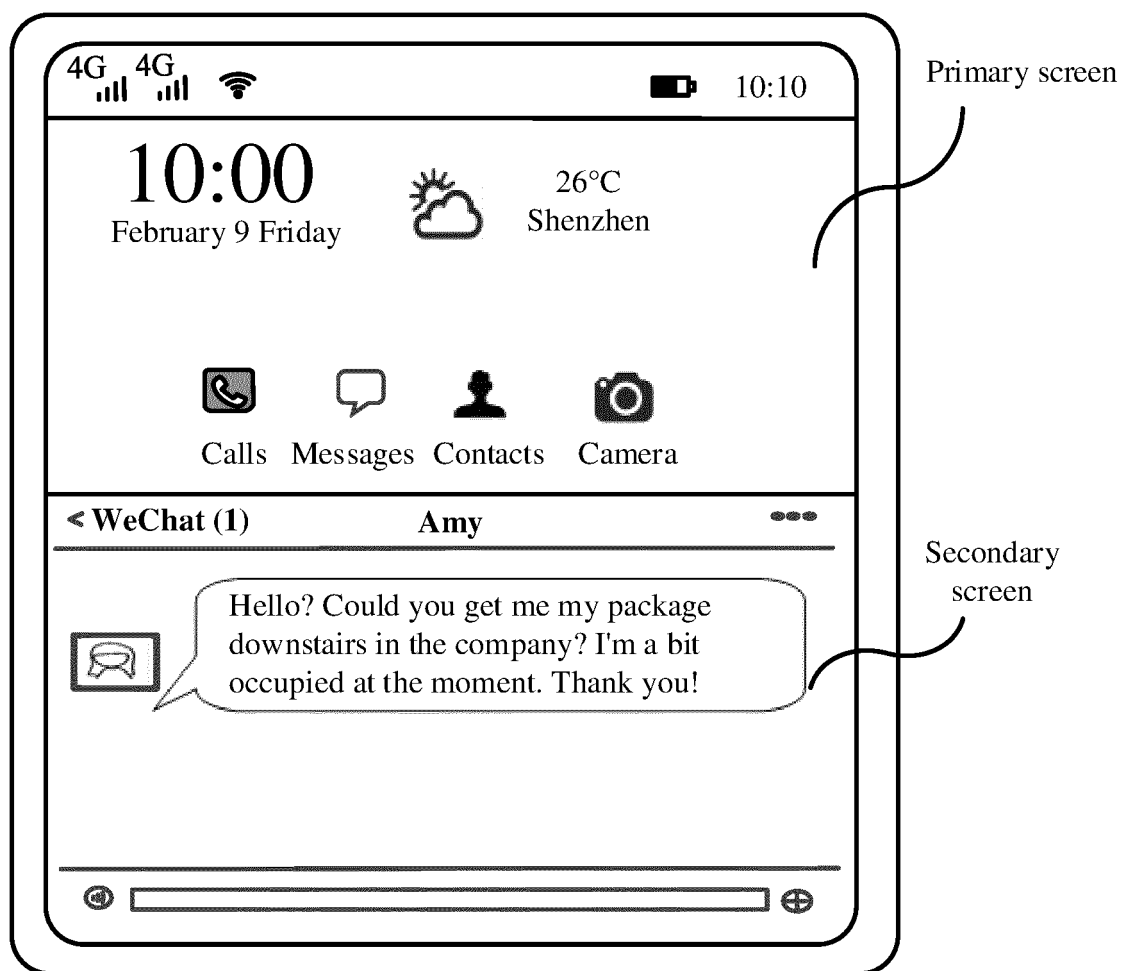 4G 4G 10:10
Primary screen
10:00
February 9 Friday
26°C
Shenzhen
Calls Messages Contacts Camera
< WeChat (1) Amy
Secondary
screen
Hello? Could you get me my package
downstairs in the company? I'm a bit
occupied at the moment. Thank you!